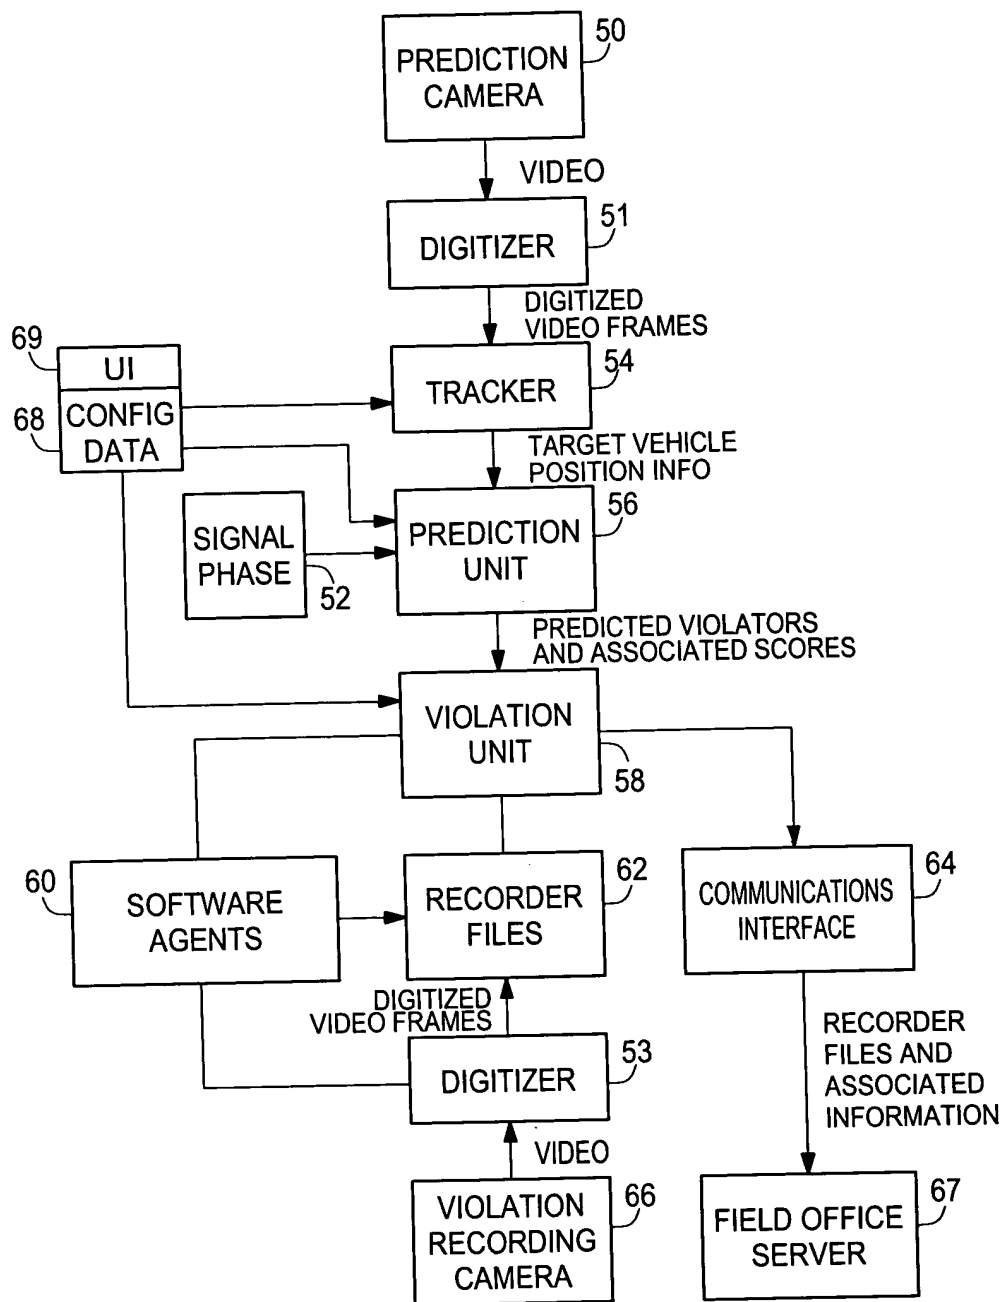 50
PREDICTION
CAMERA
VIDEO
51
DIGITIZER
DIGITIZED
VIDEO FRAMES
69
UI
54
TRACKER
68
CONFIG
DATA
TARGET VEHICLE
POSITION INFO
56
SIGNAL
PHASE
52
PREDICTION
UNIT
PREDICTED VIOLATORS
AND ASSOCIATED SCORES
VIOLATION
UNIT
58
60
SOFTWARE
AGENTS
62
RECORDER
FILES
64
COMMUNICATIONS
INTERFACE
DIGITIZED
VIDEO FRAMES
53
DIGITIZER
RECORDER
FILES AND
ASSOCIATED
INFORMATION
VIDEO
66
VIOLATION
RECORDING
CAMERA
67
FIELD OFFICE
SERVER